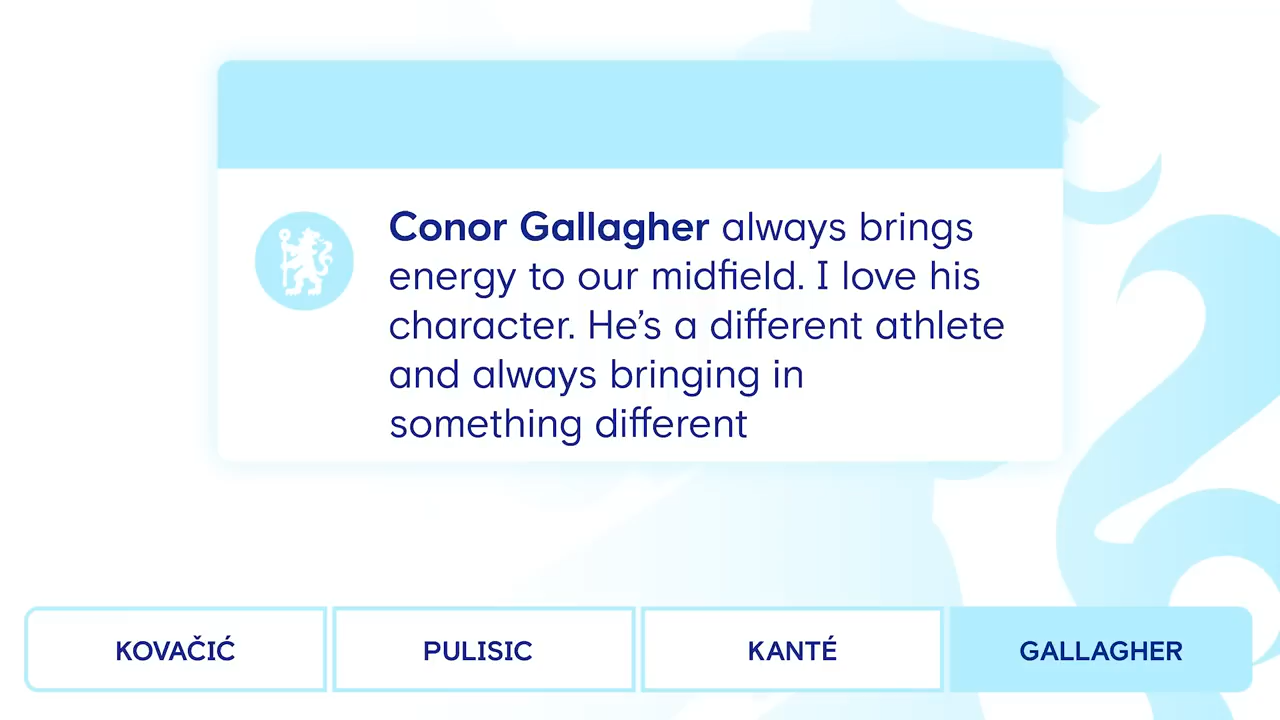 Conor Gallagher always brings
energy to our midfield. I love his
character. He’s a different athlete
and always bringing in
something different
KOVAČIĆ
PULISIC
KANTÉ
GALLAGHER